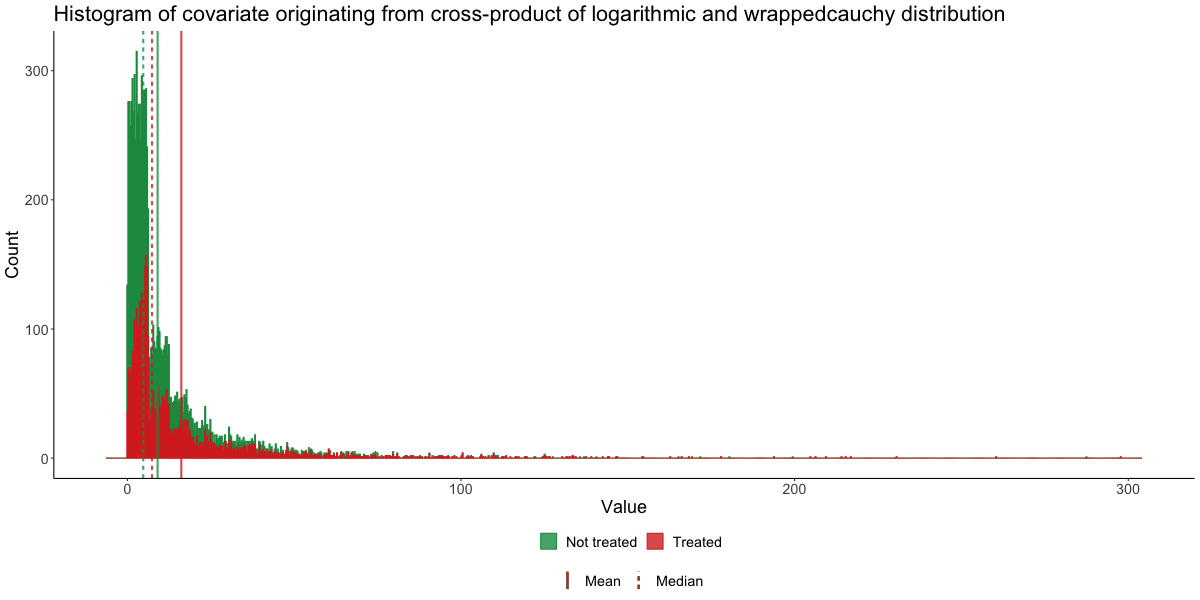 Histogram of covariate originating from cross-product of logarithmic and wrappedcauchy distribution
300
200
100
0
Count
0 100 200 300
Value
Not treated Treated
Mean Median